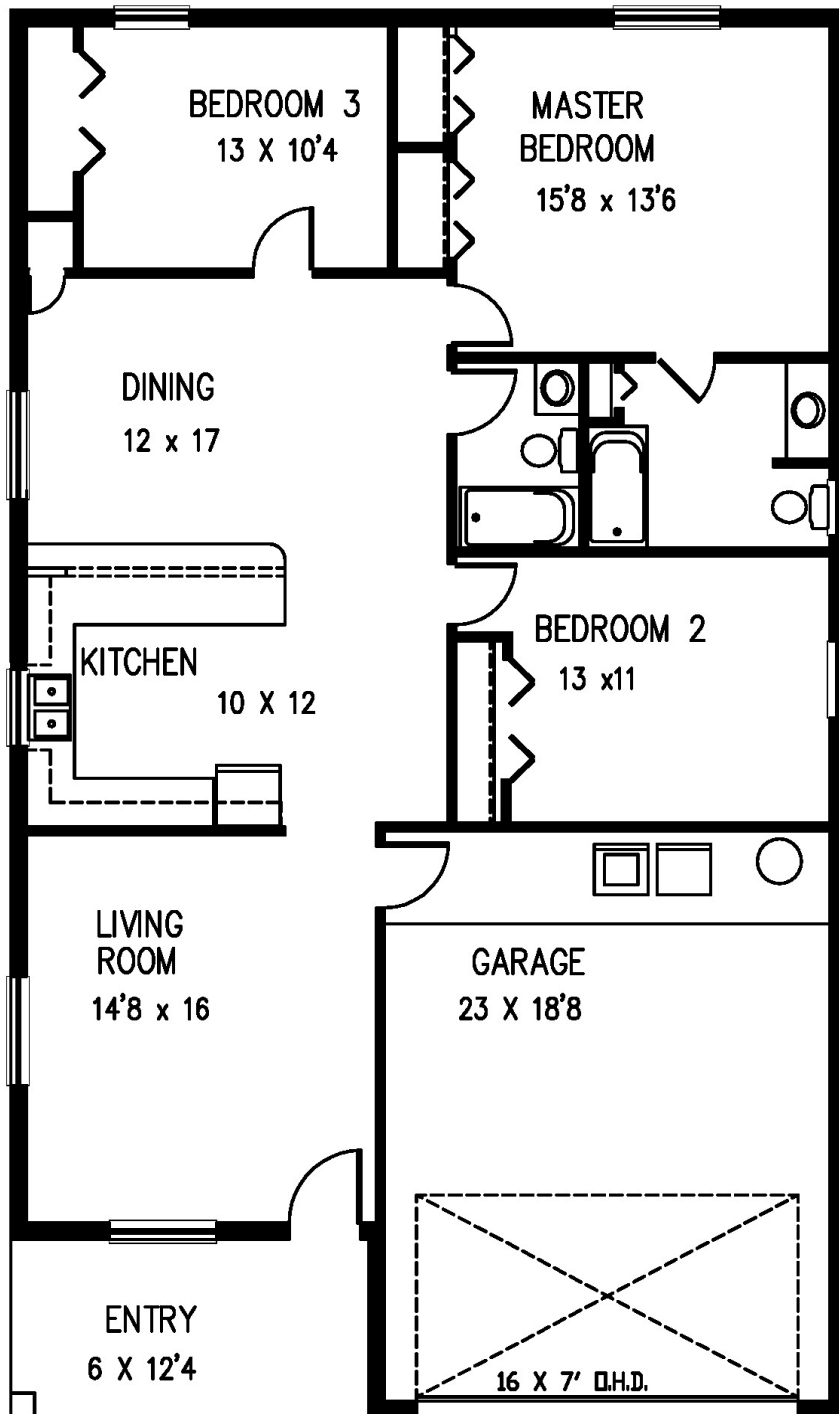 BEDROOM 3
13 X 10'4
MASTER
BEDROOM
15'8 x 13'6
DINING
12 x 17
KITCHEN
10 X 12
BEDROOM 2
13 x11
LIVING
ROOM
14'8 x 16
GARAGE
23 X 18'8
ENTRY
6 X 12'4
16 X 7' O.H.D.